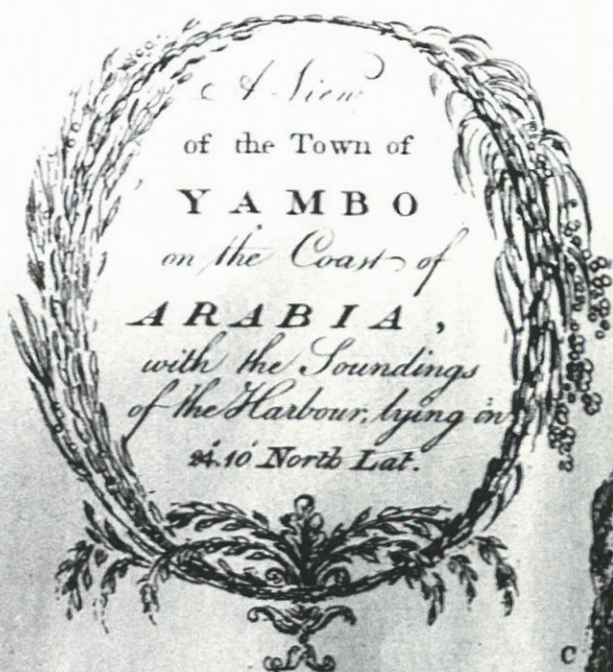 A View
of the Town of
YAMBO
on the Coast of
ARABIA,
with the Soundings
of the Harbour, lying in
24°.10' North Lat.
C